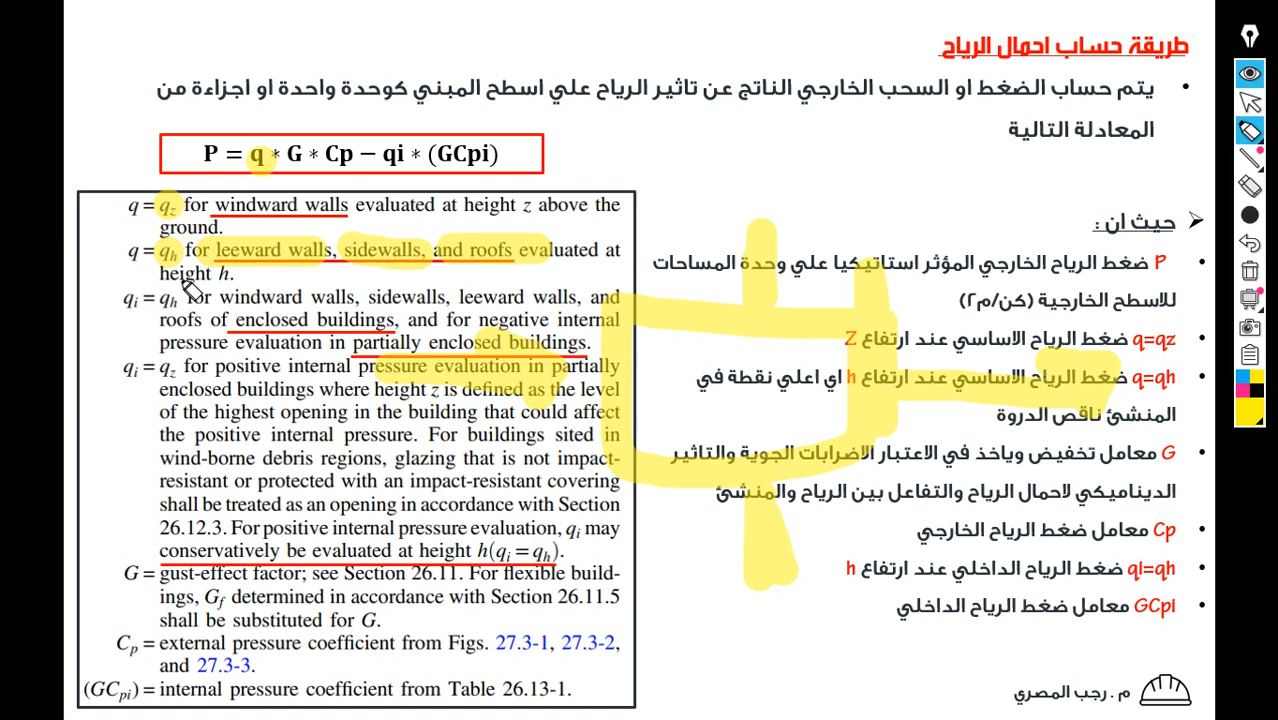 طريقة حساب احمال الرياح
• يتم حساب الضغط او السحب الخارجي الناتج عن تاثير الرياح علي اسطح المبني كوحدة واحدة او اجزاءة من
المعادلة التالية
P = q * G * Cp − qi * (GCpi)
q = qz for windward walls evaluated at height z above the
ground.
q = qh for leeward walls, sidewalls, and roofs evaluated at
height h.
qi = qh for windward walls, sidewalls, leeward walls, and
roofs of enclosed buildings, and for negative internal
pressure evaluation in partially enclosed buildings.
qi = qz for positive internal pressure evaluation in partially
enclosed buildings where height z is defined as the level
of the highest opening in the building that could affect
the positive internal pressure. For buildings sited in
wind-borne debris regions, glazing that is not impact-
resistant or protected with an impact-resistant covering
shall be treated as an opening in accordance with Section
26.12.3. For positive internal pressure evaluation, qi may
conservatively be evaluated at height h(qi = qh).
G = gust-effect factor; see Section 26.11. For flexible build-
ings, Gf determined in accordance with Section 26.11.5
shall be substituted for G.
Cp = external pressure coefficient from Figs. 27.3-1, 27.3-2,
and 27.3-3.
(GCpi) = internal pressure coefficient from Table 26.13-1.
حيث ان :
• P ضغط الرياح الخارجي المؤثر استاتيكيا علي وحدة المساحات
للاسطح الخارجية (كن/م٢)
• q=qz ضغط الرياح الاساسي عند ارتفاع Z
• q=qh ضغط الرياح الاساسي عند ارتفاع h اي اعلي نقطة في
المنشئ ناقص الدروة
• G معامل تخفيض وياخذ في الاعتبار الاضرابات الجوية والتاثير
الديناميكي لاحمال الرياح والتفاعل بين الرياح والمنشئ
• Cp معامل ضغط الرياح الخارجي
• qi=qh ضغط الرياح الداخلي عند ارتفاع h
• GCpi معامل ضغط الرياح الداخلي
م . رجب المصري